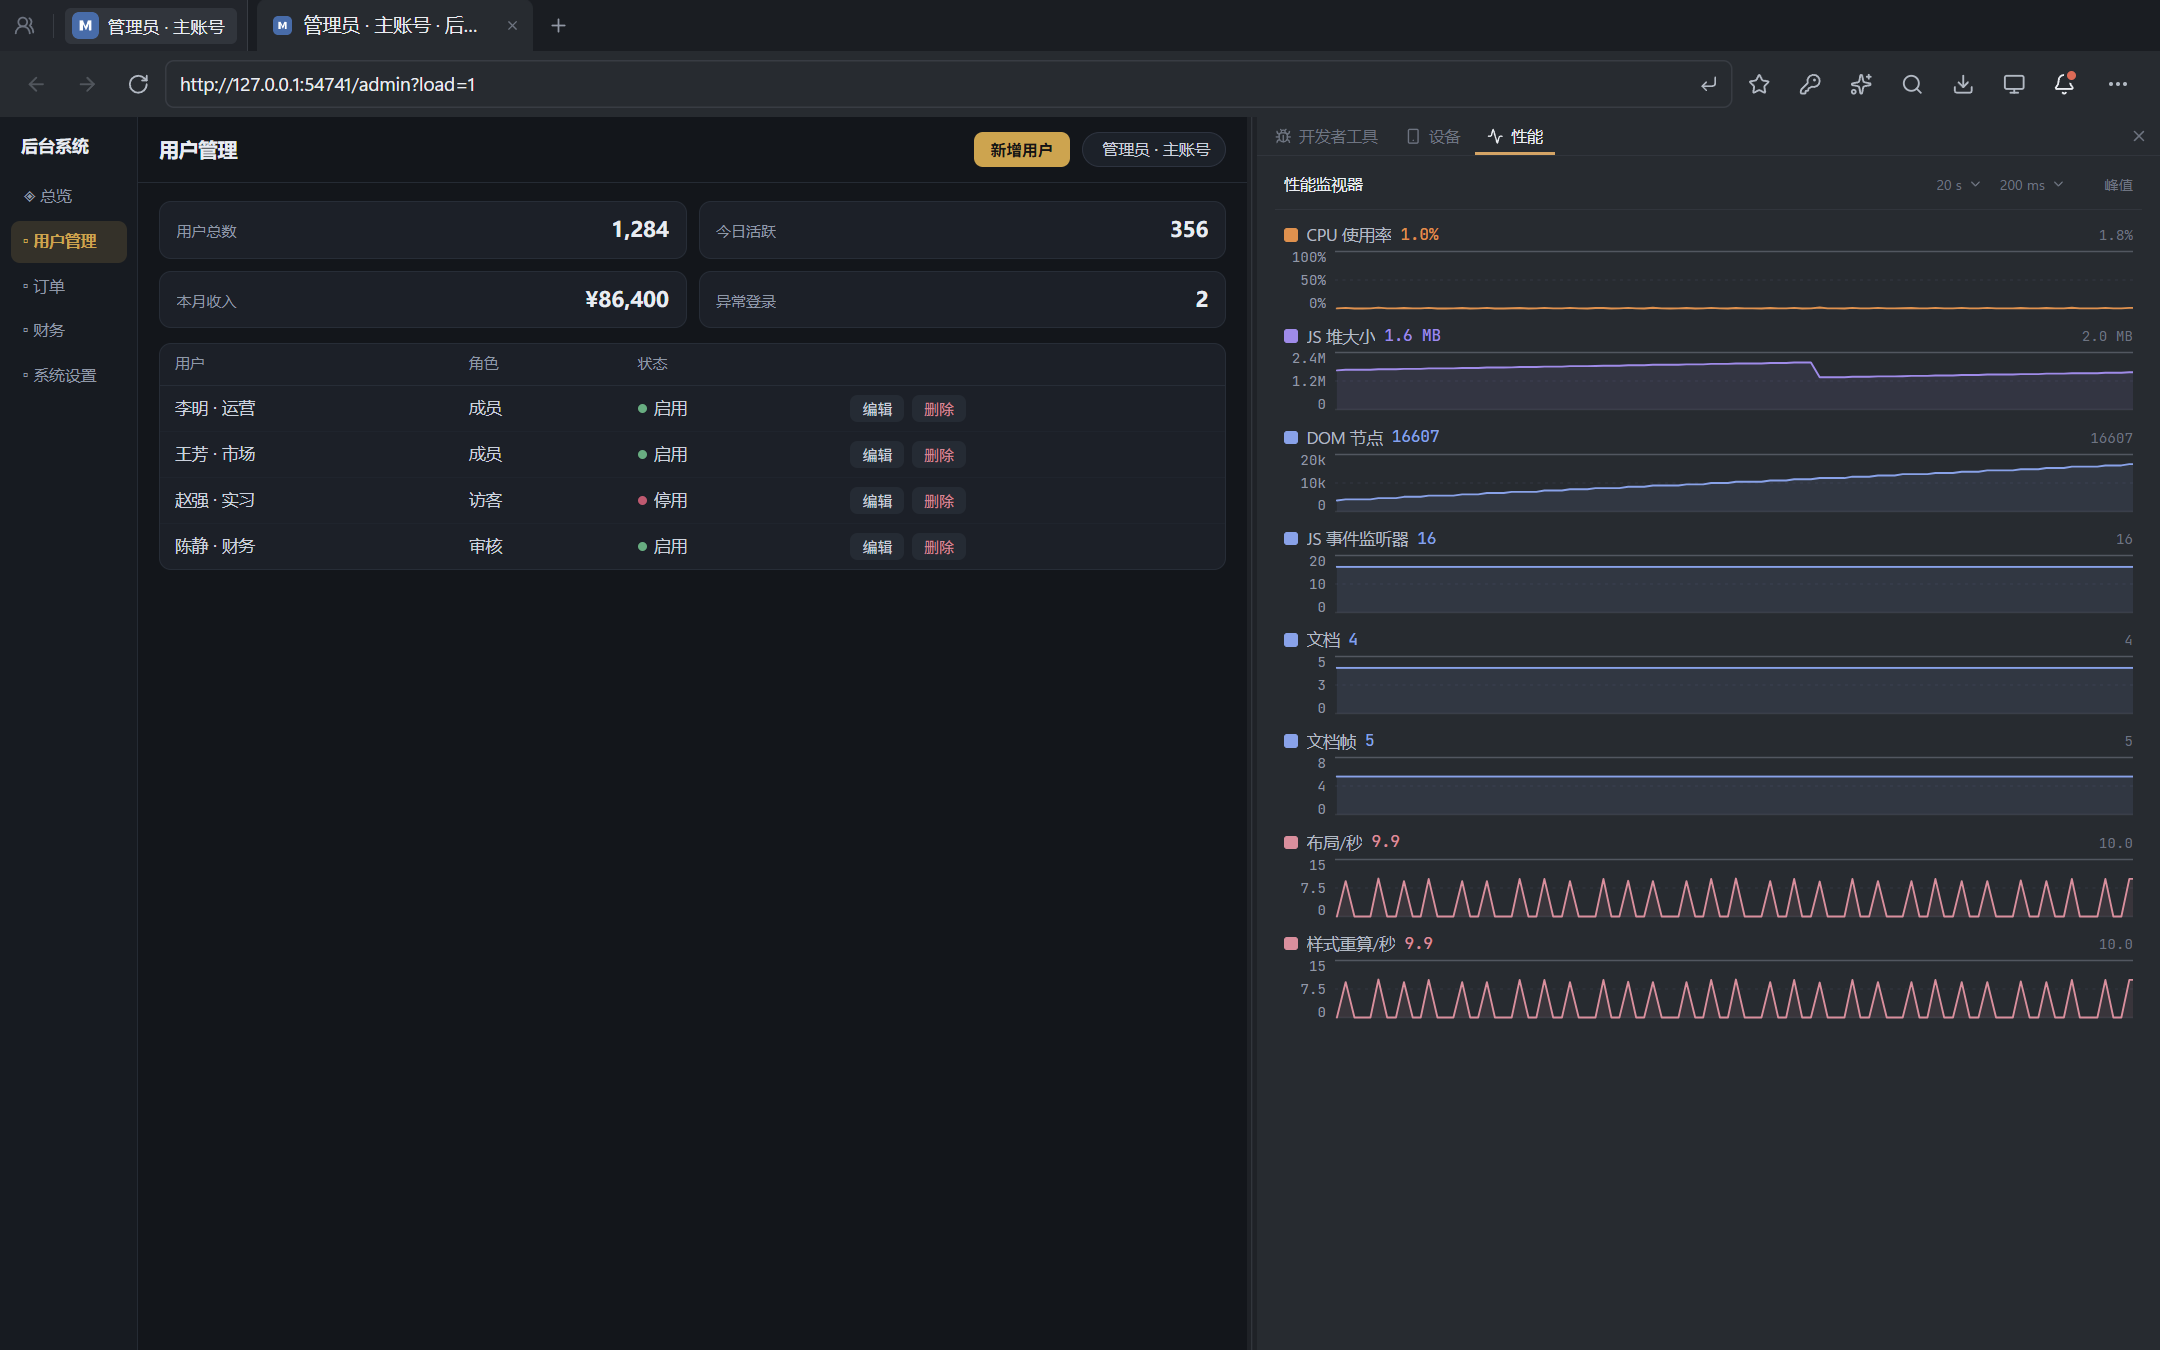 M 管理员 · 主账号
M 管理员 · 主账号 · 后...
http://127.0.0.1:54741/admin?load=1
后台系统
总览
用户管理
订单
财务
系统设置
用户管理
新增用户
管理员 · 主账号
用户总数 1,284
今日活跃 356
本月收入 ¥86,400
异常登录 2
用户 角色 状态
李明 · 运营 成员 启用 编辑 删除
王芳 · 市场 成员 启用 编辑 删除
赵强 · 实习 访客 停用 编辑 删除
陈静 · 财务 审核 启用 编辑 删除
开发者工具 设备 性能
性能监视器 20 s 200 ms 峰值
CPU 使用率 1.0% 1.8%
100%
50%
0%
JS 堆大小 1.6 MB 2.0 MB
2.4M
1.2M
0
DOM 节点 16607 16607
20k
10k
0
JS 事件监听器 16 16
20
10
0
文档 4 4
5
3
0
文档帧 5 5
8
4
0
布局/秒 9.9 10.0
15
7.5
0
样式重算/秒 9.9 10.0
15
7.5
0